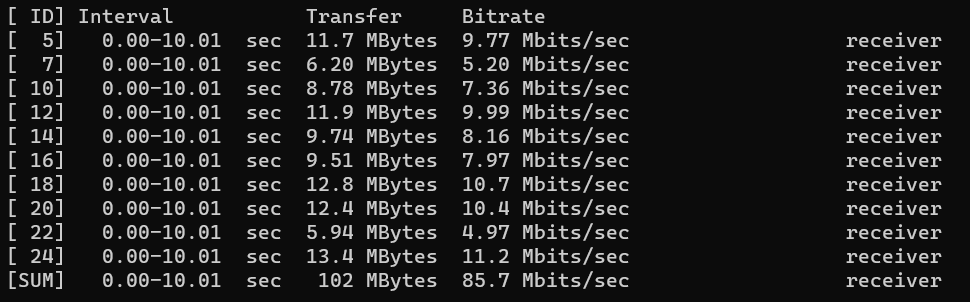 [ ID] Interval           Transfer     Bitrate
[  5]   0.00-10.01  sec  11.7 MBytes  9.77 Mbits/sec                  receiver
[  7]   0.00-10.01  sec  6.20 MBytes  5.20 Mbits/sec                  receiver
[ 10]   0.00-10.01  sec  8.78 MBytes  7.36 Mbits/sec                  receiver
[ 12]   0.00-10.01  sec  11.9 MBytes  9.99 Mbits/sec                  receiver
[ 14]   0.00-10.01  sec  9.74 MBytes  8.16 Mbits/sec                  receiver
[ 16]   0.00-10.01  sec  9.51 MBytes  7.97 Mbits/sec                  receiver
[ 18]   0.00-10.01  sec  12.8 MBytes  10.7 Mbits/sec                  receiver
[ 20]   0.00-10.01  sec  12.4 MBytes  10.4 Mbits/sec                  receiver
[ 22]   0.00-10.01  sec  5.94 MBytes  4.97 Mbits/sec                  receiver
[ 24]   0.00-10.01  sec  13.4 MBytes  11.2 Mbits/sec                  receiver
[SUM]   0.00-10.01  sec   102 MBytes  85.7 Mbits/sec                  receiver